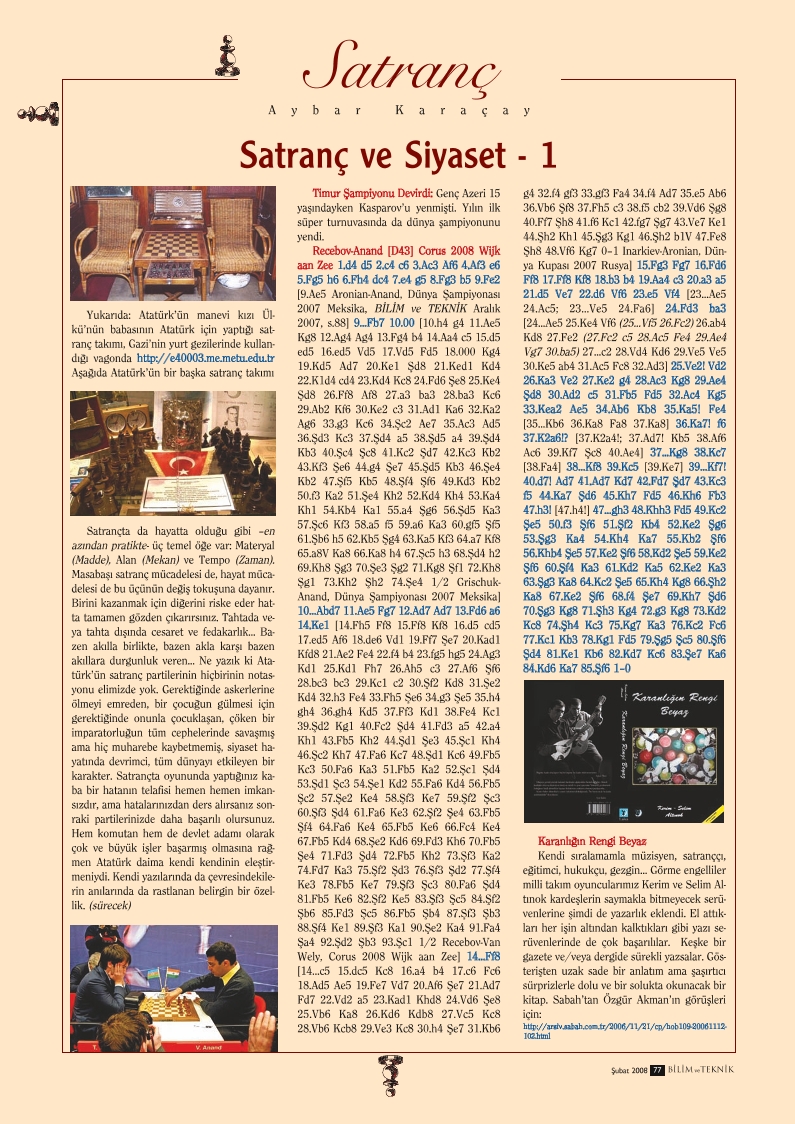 Satranç
Aybar Karaçay
Satranç ve Siyaset - 1
Yukarıda: Atatürk'ün manevi kızı Ül-
kü'nün babasının Atatürk için yaptığı sat-
ranç takımı, Gazi'nin yurt gezilerinde kullan-
dığı vagonda http://e40003.me.metu.edu.tr
Aşağıda Atatürk'ün bir başka satranç takımı
Satrançta da hayatta olduğu gibi –en
azından pratikte- üç temel öğe var: Materyal
(Madde), Alan (Mekan) ve Tempo (Zaman).
Masabaşı satranç mücadelesi de, hayat müca-
delesi de bu üçünün değiş tokuşuna dayanır.
Birini kazanmak için diğerini riske eder hat-
ta tamamen gözden çıkarırsınız. Tahtada ve-
ya tahta dışında cesaret ve fedakarlık... Ba-
zen akılla birlikte, bazen akla karşı bazen
akıllara durgunluk veren... Ne yazık ki Ata-
türk'ün satranç partilerinin hiçbirinin notas-
yonu elimizde yok. Gerektiğinde askerlerine
ölmeyi emreden, bir çocuğun gülmesi için
gerektiğinde onunla çocuklaşan, çöken bir
imparatorluğun tüm cephelerinde savaşmış
ama hiç muharebe kaybetmemiş, siyaset ha-
yatında devrimci, tüm dünyayı etkileyen bir
karakter. Satrançta oyununda yaptığınız ka-
ba bir hatanın telafisi hemen hemen imkan-
sızdır, ama hatalarınızdan ders alırsanız son-
raki partilerinizde daha başarılı olursunuz.
Hem komutan hem de devlet adamı olarak
çok ve büyük işler başarmış olmasına rağ-
men Atatürk daima kendi kendinin eleştir-
meniydi. Kendi yazılarında da çevresindekile-
rin anılarında da rastlanan belirgin bir özel-
lik. (sürecek)
T.
V. Anand
Timur Şampiyonu Devirdi: Genç Azeri 15
yaşındayken Kasparov'u yenmişti. Yılın ilk
süper turnuvasında da dünya şampiyonunu
yendi.
Recebov-Anand [D43] Corus 2008 Wijk
aan Zee 1.d4 d5 2.c4 c6 3.Ac3 Af6 4.Af3 e6
5.Fg5 h6 6.Fh4 dc4 7.e4 g5 8.Fg3 b5 9.Fe2
[9.Ae5 Aronian-Anand, Dünya Şampiyonası
2007 Meksika, BİLİM ve TEKNİK Aralık
2007, s.88] 9...Fb7 10.00 [10.h4 g4 11.Ae5
Kg8 12.Ag4 Ag4 13.Fg4 b4 14.Aa4 c5 15.d5
ed5 16.ed5 Vd5 17.Vd5 Fd5 18.000 Kg4
19.Kd5 Ad7 20.Ke1 Şd8 21.Ked1 Kd4
22.K1d4 cd4 23.Kd4 Kc8 24.Fd6 Şe8 25.Ke4
Şd8 26.Ff8 Af8 27.a3 ba3 28.ba3 Kc6
29.Ab2 Kf6 30.Ke2 c3 31.Ad1 Ka6 32.Ka2
Ag6 33.g3 Kc6 34.Şc2 Ae7 35.Ac3 Ad5
36.Şd3 Kc3 37.Şd4 a5 38.Şd5 a4 39.Şd4
Kb3 40.Şc4 Şc8 41.Kc2 Şd7 42.Kc3 Kb2
43.Kf3 Şe6 44.g4 Şe7 45.Şd5 Kb3 46.Şe4
Kb2 47.Şf5 Kb5 48.Şf4 Şf6 49.Kd3 Kb2
50.f3 Ka2 51.Şe4 Kh2 52.Kd4 Kh4 53.Ka4
Kh1 54.Kb4 Ka1 55.a4 Şg6 56.Şd5 Ka3
57.Şc6 Kf3 58.a5 f5 59.a6 Ka3 60.gf5 Şf5
61.Şb6 h5 62.Kb5 Şg4 63.Ka5 Kf3 64.a7 Kf8
65.a8V Ka8 66.Ka8 h4 67.Şc5 h3 68.Şd4 h2
69.Kh8 Şg3 70.Şe3 Şg2 71.Kg8 Şf1 72.Kh8
Şg1 73.Kh2 Şh2 74.Şe4 1/2 Grischuk-
Anand, Dünya Şampiyonası 2007 Meksika]
10...Abd7 11.Ae5 Fg7 12.Ad7 Ad7 13.Fd6 a6
14.Ke1 [14.Fh5 Ff8 15.Ff8 Kf8 16.d5 cd5
17.ed5 Af6 18.de6 Vd1 19.Ff7 Şe7 20.Kad1
Kfd8 21.Ae2 Fe4 22.f4 b4 23.fg5 hg5 24.Ag3
Kd1 25.Kd1 Fh7 26.Ah5 c3 27.Af6 Şf6
28.bc3 bc3 29.Kc1 c2 30.Şf2 Kd8 31.Şe2
Kd4 32.h3 Fe4 33.Fh5 Şe6 34.g3 Şe5 35.h4
gh4 36.gh4 Kd5 37.Ff3 Kd1 38.Fe4 Kc1
39.Şd2 Kg1 40.Fc2 Şd4 41.Fd3 a5 42.a4
Kh1 43.Fb5 Kh2 44.Şd1 Şe3 45.Şc1 Kh4
46.Şc2 Kh7 47.Fa6 Kc7 48.Şd1 Kc6 49.Fb5
Kc3 50.Fa6 Ka3 51.Fb5 Ka2 52.Şc1 Şd4
53.Şd1 Şc3 54.Şe1 Kd2 55.Fa6 Kd4 56.Fb5
Şc2 57.Şe2 Ke4 58.Şf3 Ke7 59.Şf2 Şc3
60.Şf3 Şd4 61.Fa6 Ke3 62.Şf2 Şe4 63.Fb5
Şf4 64.Fa6 Ke4 65.Fb5 Ke6 66.Fc4 Ke4
67.Fb5 Kd4 68.Şe2 Kd6 69.Fd3 Kh6 70.Fb5
Şe4 71.Fd3 Şd4 72.Fb5 Kh2 73.Şf3 Ka2
74.Fd7 Ka3 75.Şf2 Şd3 76.Şf3 Şd2 77.Şf4
Ke3 78.Fb5 Ke7 79.Şf3 Şc3 80.Fa6 Şd4
81.Fb5 Ke6 82.Şf2 Ke5 83.Şf3 Şc5 84.Şf2
Şb6 85.Fd3 Şc5 86.Fb5 Şb4 87.Şf3 Şb3
88.Şf4 Ke1 89.Şf3 Ka1 90.Şe2 Ka4 91.Fa4
Şa4 92.Şd2 Şb3 93.Şc1 1/2 Recebov-Van
Wely, Corus 2008 Wijk aan Zee] 14...Ff8
[14...c5 15.dc5 Kc8 16.a4 b4 17.c6 Fc6
18.Ad5 Ae5 19.Fe7 Vd7 20.Af6 Şe7 21.Ad7
Fd7 22.Vd2 a5 23.Kad1 Khd8 24.Vd6 Şe8
25.Vb6 Ka8 26.Kd6 Kdb8 27.Vc5 Kc8
28.Vb6 Kcb8 29.Ve3 Kc8 30.h4 Şe7 31.Kb6
g4 32.f4 gf3 33.gf3 Fa4 34.f4 Ad7 35.e5 Ab6
36.Vb6 Şf8 37.Fh5 c3 38.f5 cb2 39.Vd6 Şg8
40.Ff7 Şh8 41.f6 Kc1 42.fg7 Şg7 43.Ve7 Ke1
44.Şh2 Kh1 45.Şg3 Kg1 46.Şh2 b1V 47.Fe8
Şh8 48.Vf6 Kg7 0–1 Inarkiev-Aronian, Dün-
ya Kupası 2007 Rusya] 15.Fg3 Fg7 16.Fd6
Ff8 17.Ff8 Kf8 18.b3 b4 19.Aa4 c3 20.a3 a5
21.d5 Ve7 22.d6 Vf6 23.e5 Vf4 [23...Ae5
24.Ac5; 23...Ve5 24.Fa6] 24.Fd3 ba3
[24...Ae5 25.Ke4 Vf6 (25...Vf5 26.Fc2) 26.ab4
Kd8 27.Fe2 (27.Fc2 c5 28.Ac5 Fe4 29.Ae4
Vg7 30.ba5) 27...c2 28.Vd4 Kd6 29.Ve5 Ve5
30.Ke5 ab4 31.Ac5 Fc8 32.Ad3] 25.Ve2! Vd2
26.Ka3 Ve2 27.Ke2 g4 28.Ac3 Kg8 29.Ae4
Şd8 30.Ad2 c5 31.Fb5 Fd5 32.Ac4 Kg5
33.Kea2 Ae5 34.Ab6 Kb8 35.Ka5! Fe4
[35...Kb6 36.Ka8 Fa8 37.Ka8] 36.Ka7! f6
37.K2a6!? [37.K2a4!; 37.Ad7! Kb5 38.Af6
Ac6 39.Kf7 Şc8 40.Ae4] 37...Kg8 38.Kc7
[38.Fa4] 38...Kf8 39.Kc5 [39.Ke7] 39...Kf7!
40.d7! Ad7 41.Ad7 Kd7 42.Fd7 Şd7 43.Kc3
f5 44.Ka7 Şd6 45.Kh7 Fd5 46.Kh6 Fb3
47.h3! [47.h4!] 47...gh3 48.Khh3 Fd5 49.Kc2
Şe5 50.f3 Şf6 51.Şf2 Kb4 52.Ke2 Şg6
53.Şg3 Ka4 54.Kh4 Ka7 55.Kb2 Şf6
56.Khb4 Şe5 57.Ke2 Şf6 58.Kd2 Şe5 59.Ke2
Şf6 60.Şf4 Ka3 61.Kd2 Ka5 62.Ke2 Ka3
63.Şg3 Ka8 64.Kc2 Şe5 65.Kh4 Kg8 66.Şh2
Ka8 67.Ke2 Şf6 68.f4 Şe7 69.Kh7 Şd6
70.Şg3 Kg8 71.Şh3 Kg4 72.g3 Kg8 73.Kd2
Kc8 74.Şh4 Kc3 75.Kg7 Ka3 76.Kc2 Fc6
77.Kc1 Kb3 78.Kg1 Fd5 79.Şg5 Şc5 80.Şf6
Şd4 81.Ke1 Kb6 82.Kd7 Kc6 83.Şe7 Ka6
84.Kd6 Ka7 85.Şf6 1–0
Karanlığın Rengi
Beyaz
Karanlığın Rengi Beyaz
Kerim - Selim
Altınok
Karanlığın Rengi Beyaz
Kendi sıralamamla müzisyen, satrançcı,
eğitimci, hukukçu, gezgin... Görme engelliler
milli takım oyuncularımız Kerim ve Selim Al-
tınok kardeşlerin saymakla bitmeyecek serü-
venlerine şimdi de yazarlık eklendi. El attık-
ları her işin altından kalktıkları gibi yazı se-
rüvenlerinde de çok başarılılar. Keşke bir
gazete ve/veya dergide sürekli yazsalar. Gös-
terişten uzak sade bir anlatım ama şaşırtıcı
sürprizlerle dolu ve bir solukta okunacak bir
kitap. Sabah'tan Özgür Akman'ın görüşleri
için:
http://arsiv.sabah.com.tr/2006/11/21/cp/hob109-20061112-
102.html
Şubat 2008 77 BİLİM ve TEKNİK